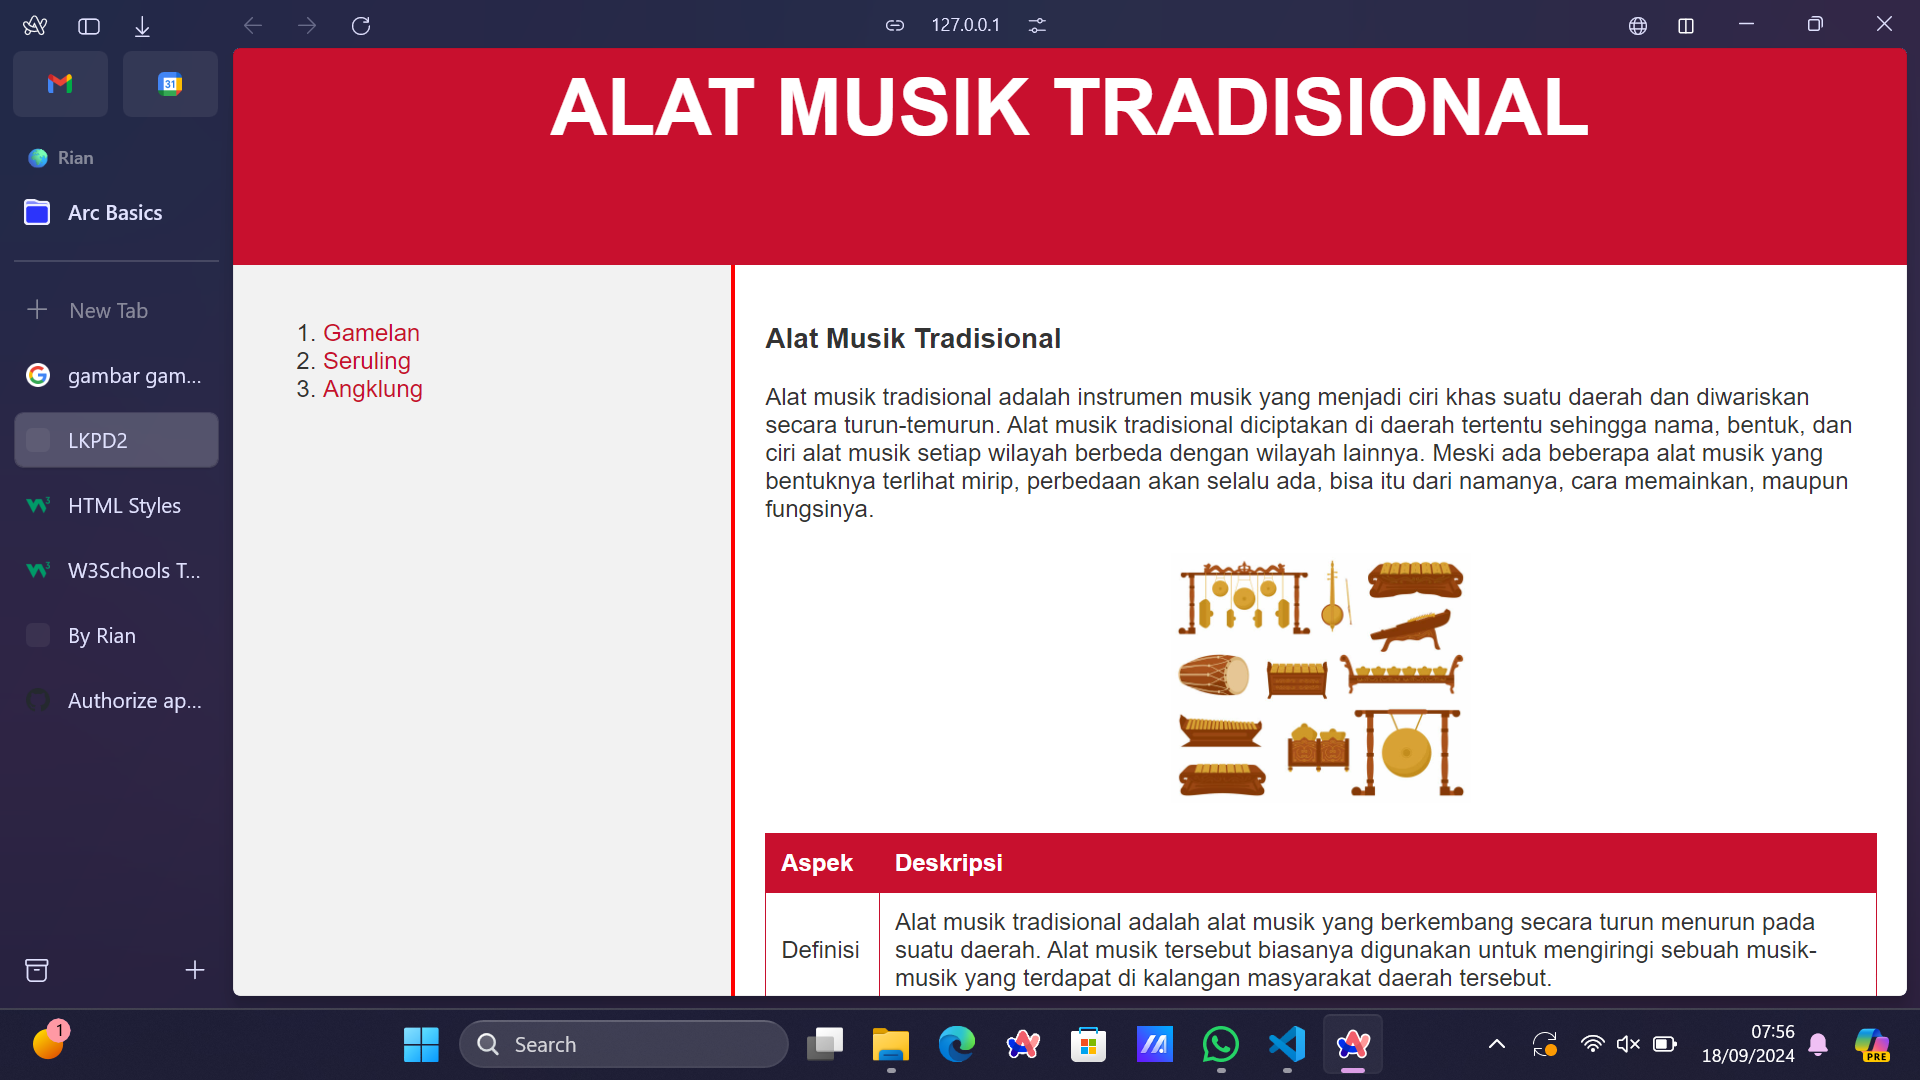 127.0.0.1
31
Rian
Arc Basics
New Tab
gambar gam...
LKPD2
HTML Styles
W3Schools T...
By Rian
Authorize ap...
ALAT MUSIK TRADISIONAL
1. Gamelan
2. Seruling
3. Angklung
Alat Musik Tradisional
Alat musik tradisional adalah instrumen musik yang menjadi ciri khas suatu daerah dan diwariskan
secara turun-temurun. Alat musik tradisional diciptakan di daerah tertentu sehingga nama, bentuk, dan
ciri alat musik setiap wilayah berbeda dengan wilayah lainnya. Meski ada beberapa alat musik yang
bentuknya terlihat mirip, perbedaan akan selalu ada, bisa itu dari namanya, cara memainkan, maupun
fungsinya.
Aspek Deskripsi
Definisi
Alat musik tradisional adalah alat musik yang berkembang secara turun menurun pada
suatu daerah. Alat musik tersebut biasanya digunakan untuk mengiringi sebuah musik-
musik yang terdapat di kalangan masyarakat daerah tersebut.
1
Search
07:56
18/09/2024
PRE